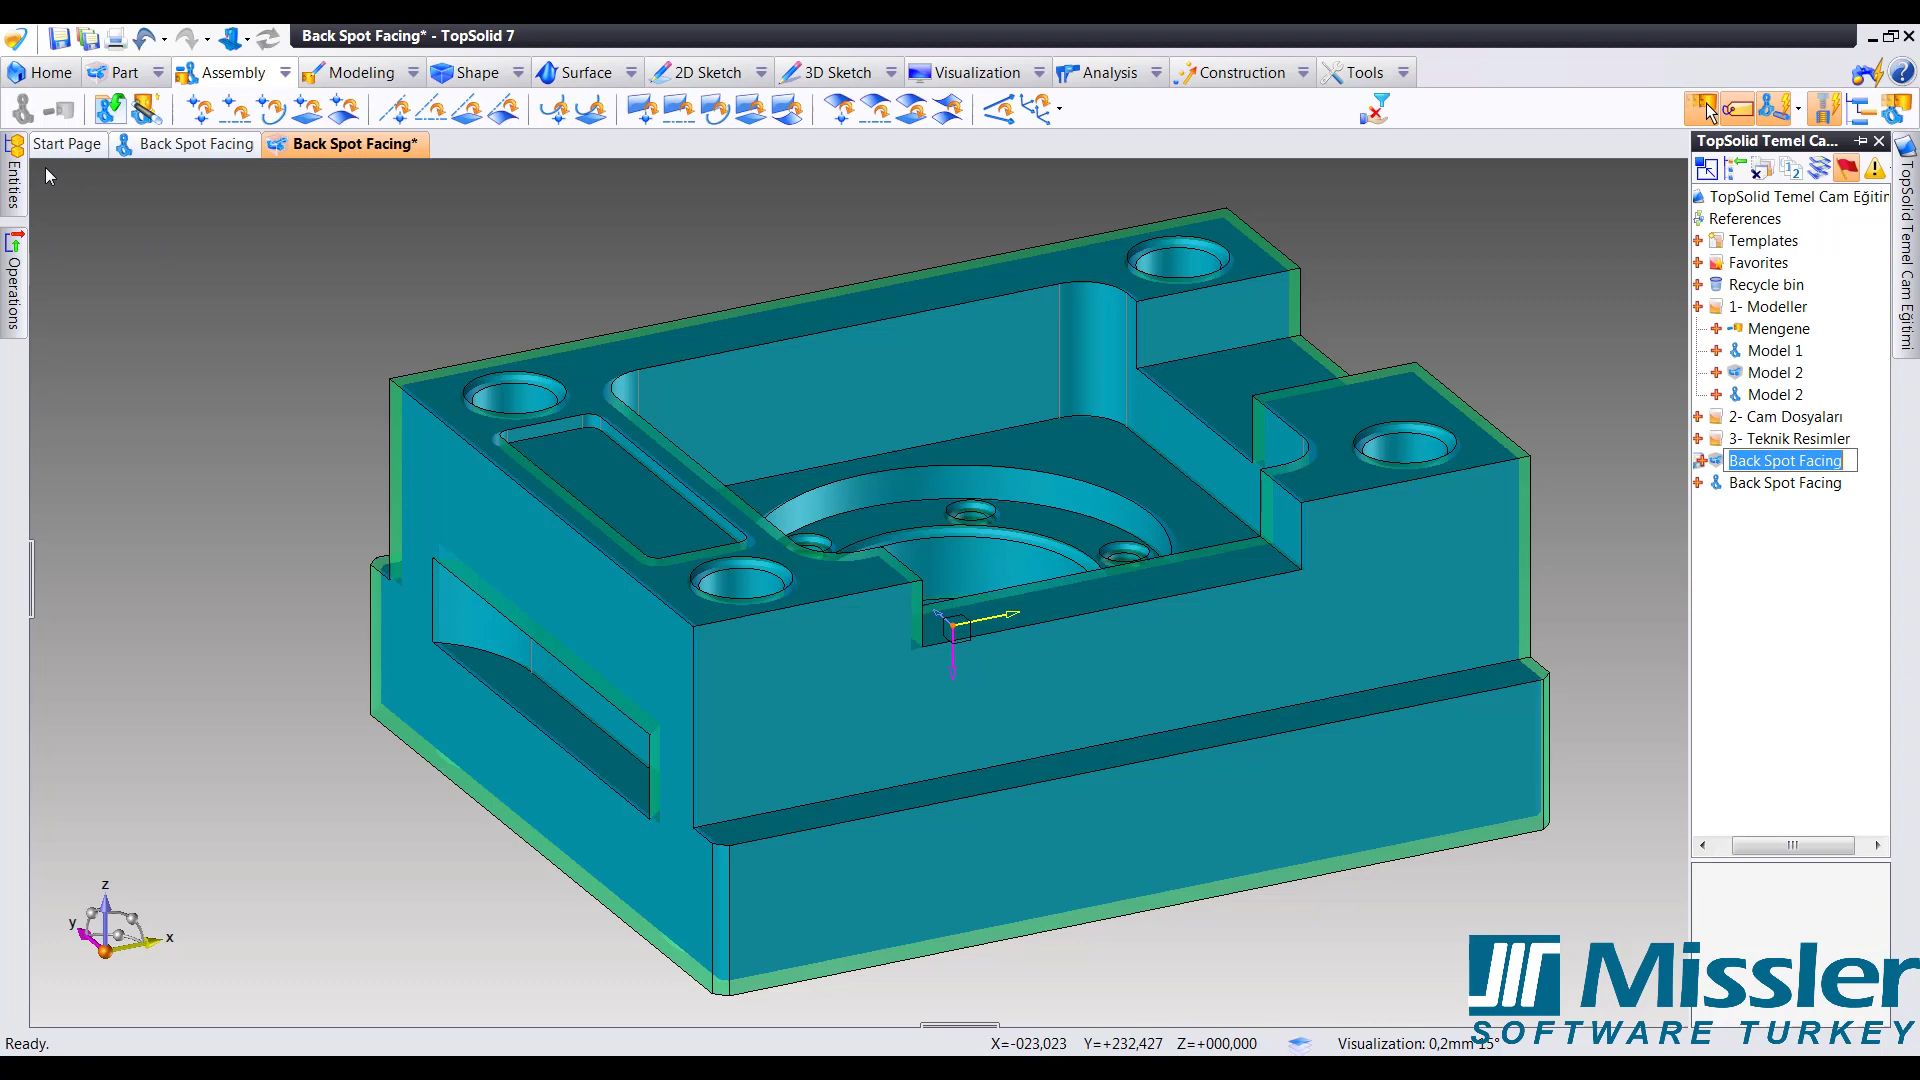 Back Spot Facing* - TopSolid 7
Home Part Assembly Modeling Shape Surface 2D Sketch 3D Sketch Visualization Analysis Construction Tools
Start Page Back Spot Facing Back Spot Facing*
Entities
Operations
TopSolid Temel Ca...
TopSolid Temel Cam Eğitir
References
Templates
Favorites
Recycle bin
1- Modeller
Mengene
Model 1
Model 2
Model 2
2- Cam Dosyaları
3- Teknik Resimler
Back Spot Facing
Back Spot Facing
TopSolid Temel Cam Eğitimi
z
y
x
Missler
SOFTWARE TURKEY
Ready.
X=-023,023 Y=+232,427 Z=+000,000 Visualization: 0,2mm 15°